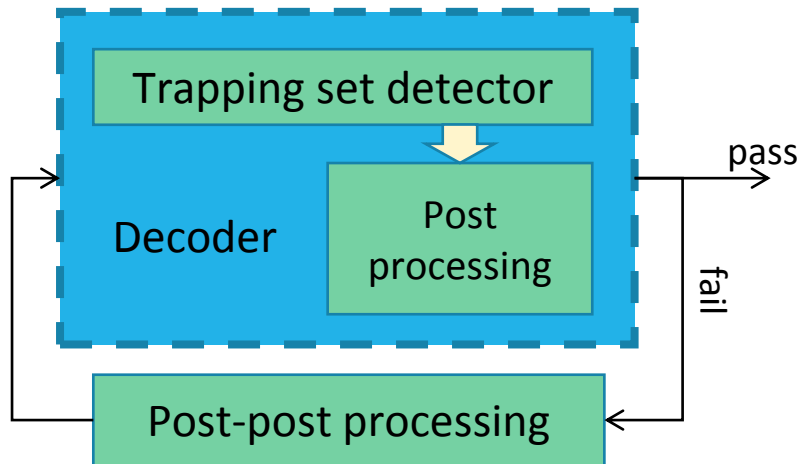 Trapping set detector
pass
Decoder
Post
processing
fail
Post-post processing